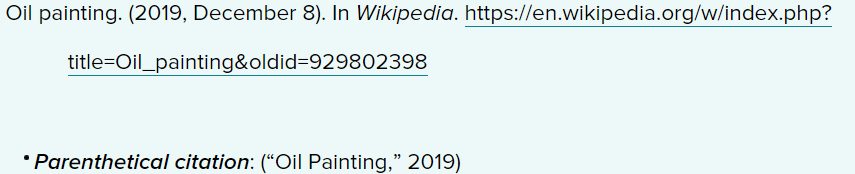 Oil painting. (2019, December 8). In Wikipedia. https://en.wikipedia.org/w/index.php?
title=Oil_painting&oldid=929802398
• Parenthetical citation: (“Oil Painting,” 2019)